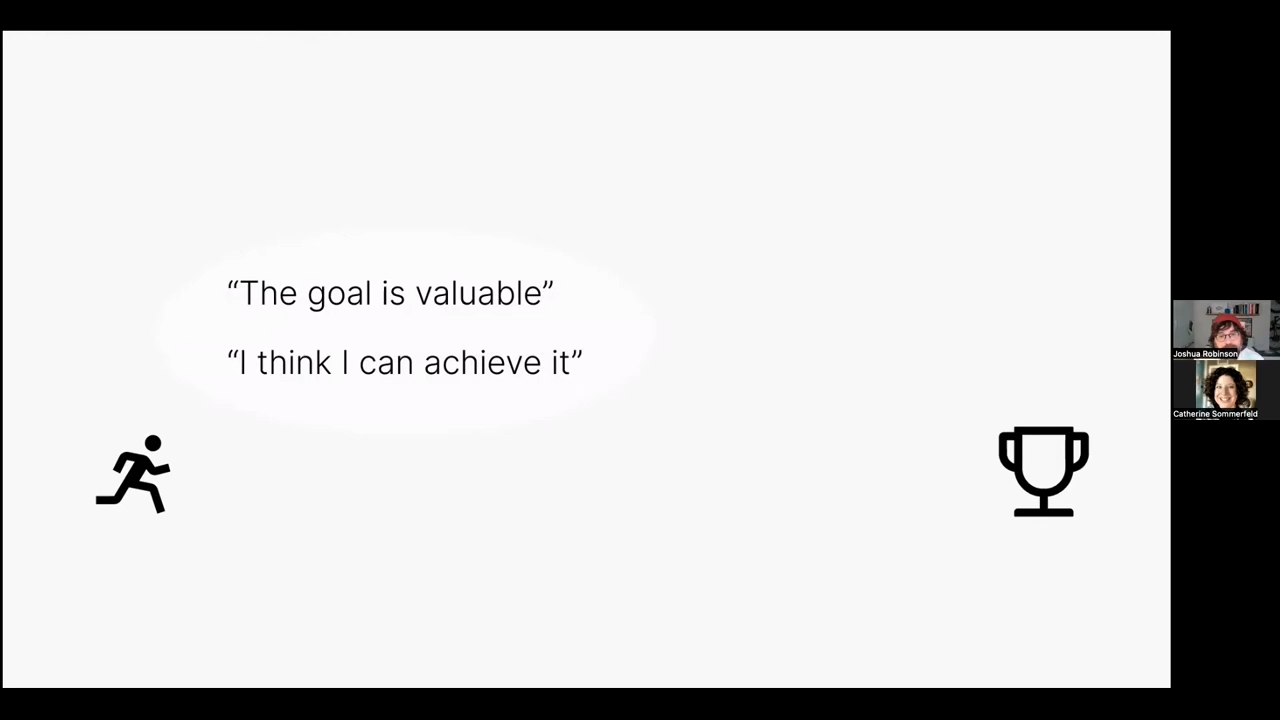 “The goal is valuable”
“I think I can achieve it”
Joshua Robinson
Catherine Sommerfeld